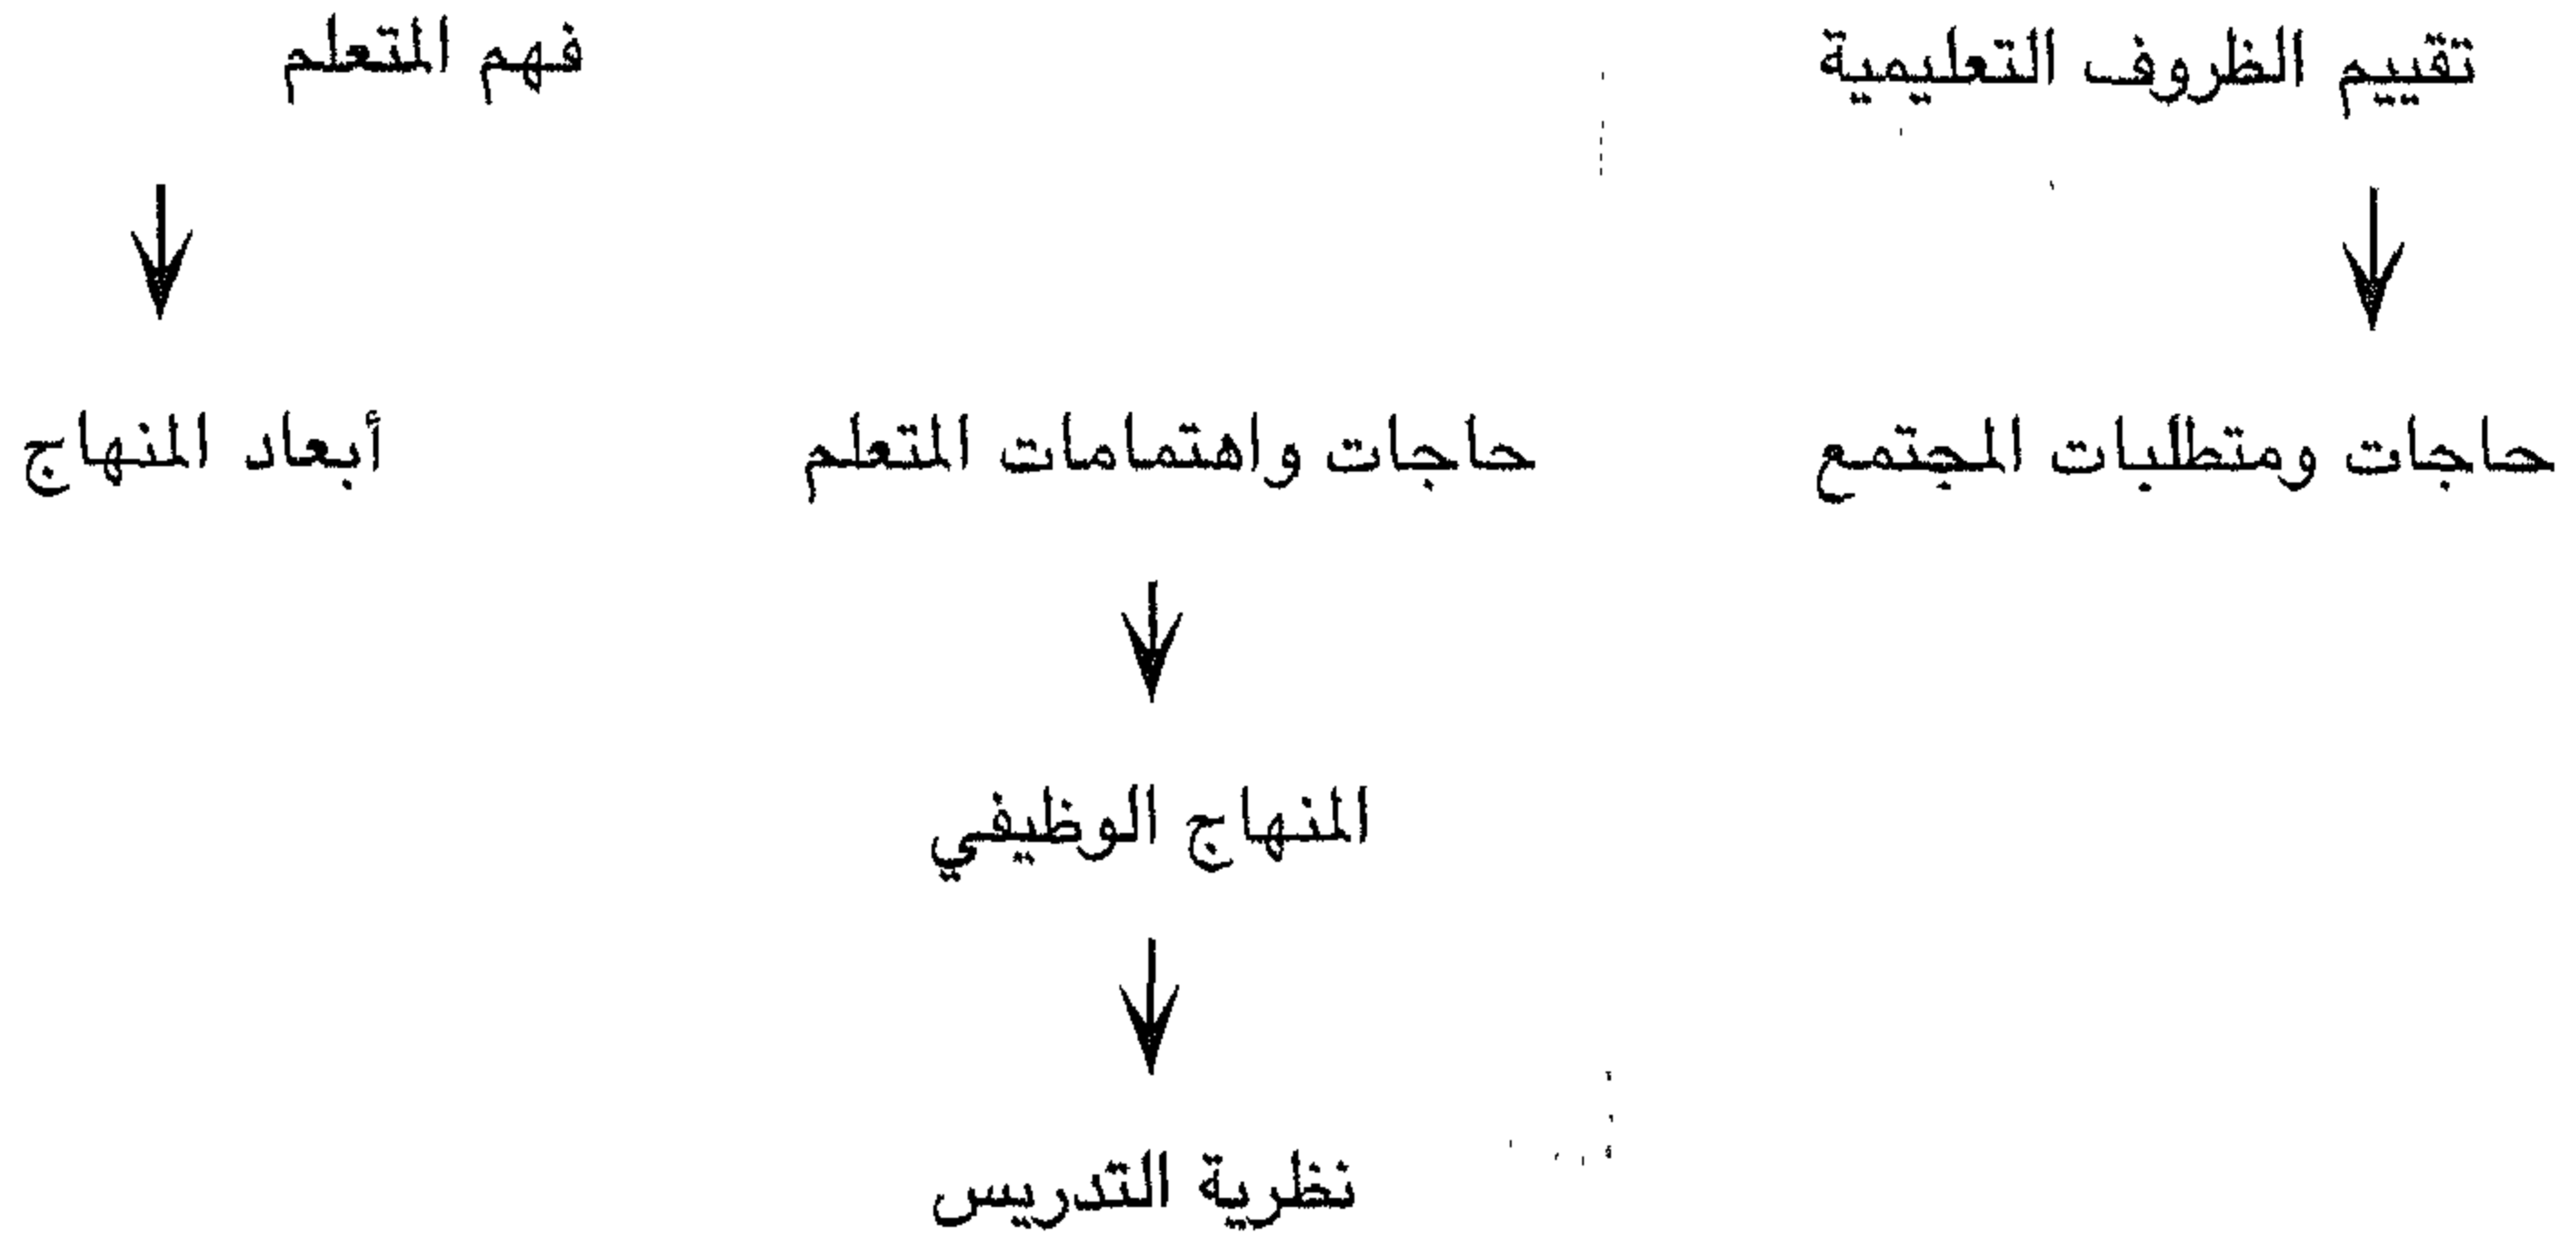 تقييم الظروف التعليمية
فهم المتعلم
حاجات ومتطلبات المجتمع
حاجات واهتمامات المتعلم
أبعاد المنهاج
المنهاج الوظيفي
نظرية التدريس